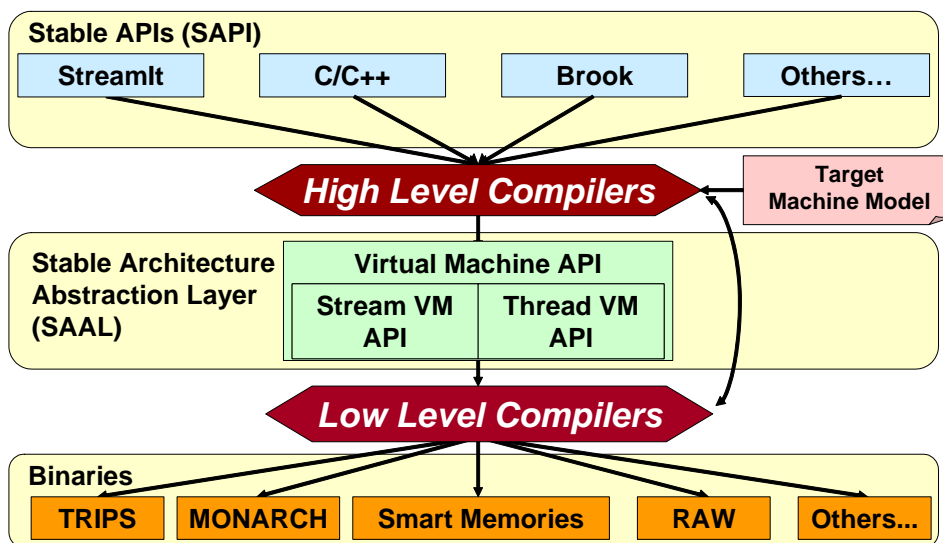 Stable APIs (SAPI)
StreamIt
C/C++
Brook
Others…
High Level Compilers
Target
Machine Model
Stable Architecture
Abstraction Layer
(SAAL)
Virtual Machine API
Stream VM
API
Thread VM
API
Low Level Compilers
Binaries
TRIPS
MONARCH
Smart Memories
RAW
Others...